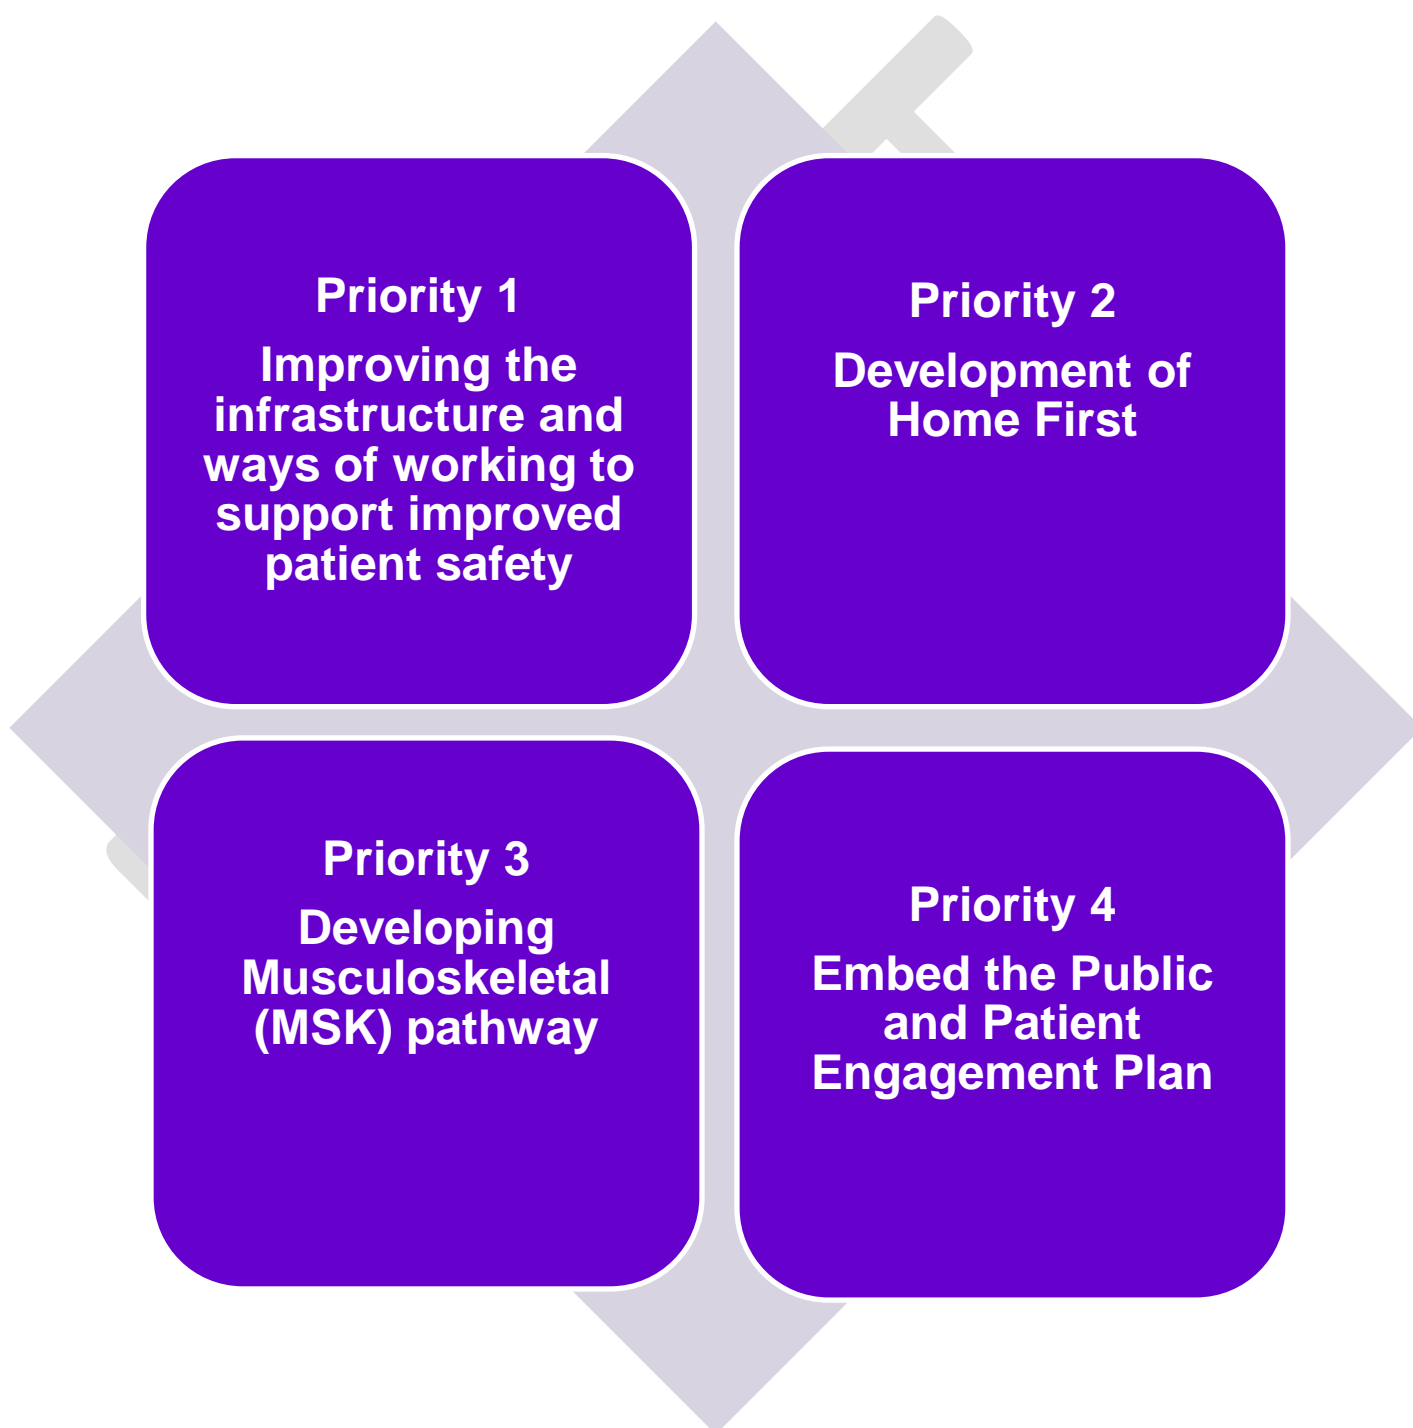 Priority 1
Improving the
infrastructure and
ways of working to
support improved
patient safety
Priority 2
Development of
Home First
Priority 3
Developing
Musculoskeletal
(MSK) pathway
Priority 4
Embed the Public
and Patient
Engagement Plan